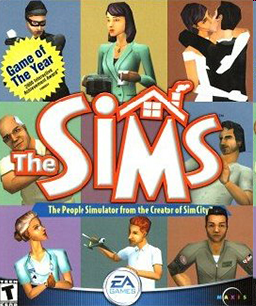 Game of
The Year
The
SIMS
The People Simulator from the Creator of SimCity
T
EA
GAMES
MAXIS